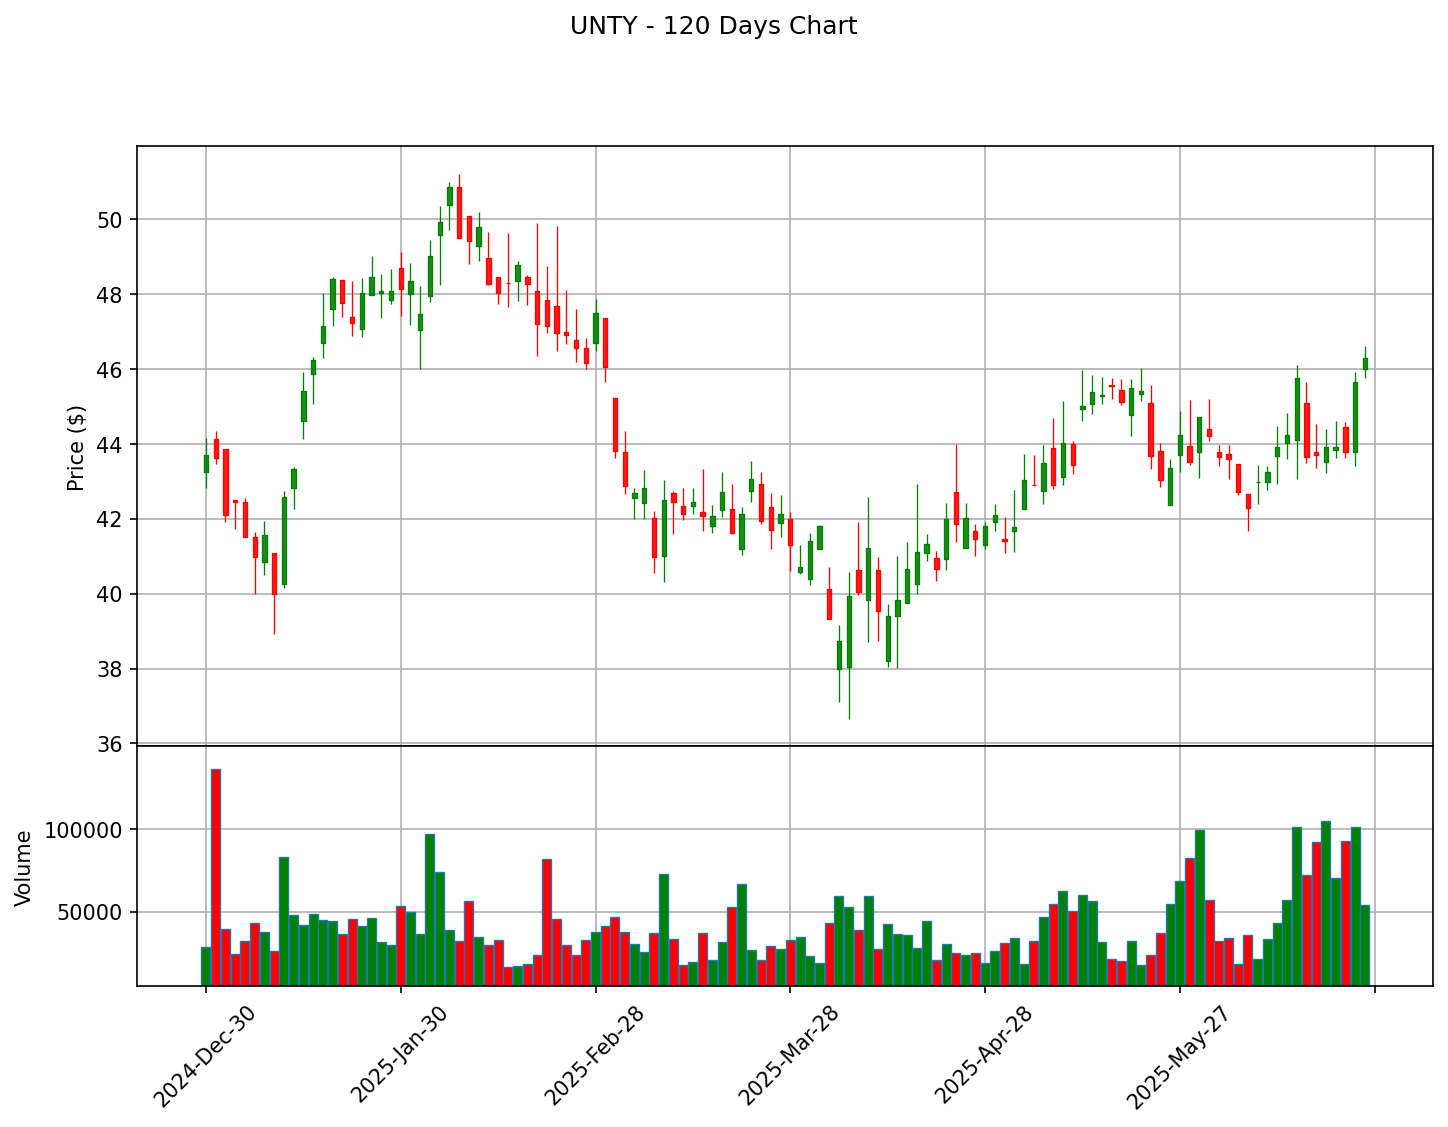 UNTY - 120 Days Chart
Price ($)
50
48
46
44
42
40
38
36
Volume
100000
50000
2024-Dec-30
2025-Jan-30
2025-Feb-28
2025-Mar-28
2025-Apr-28
2025-May-27